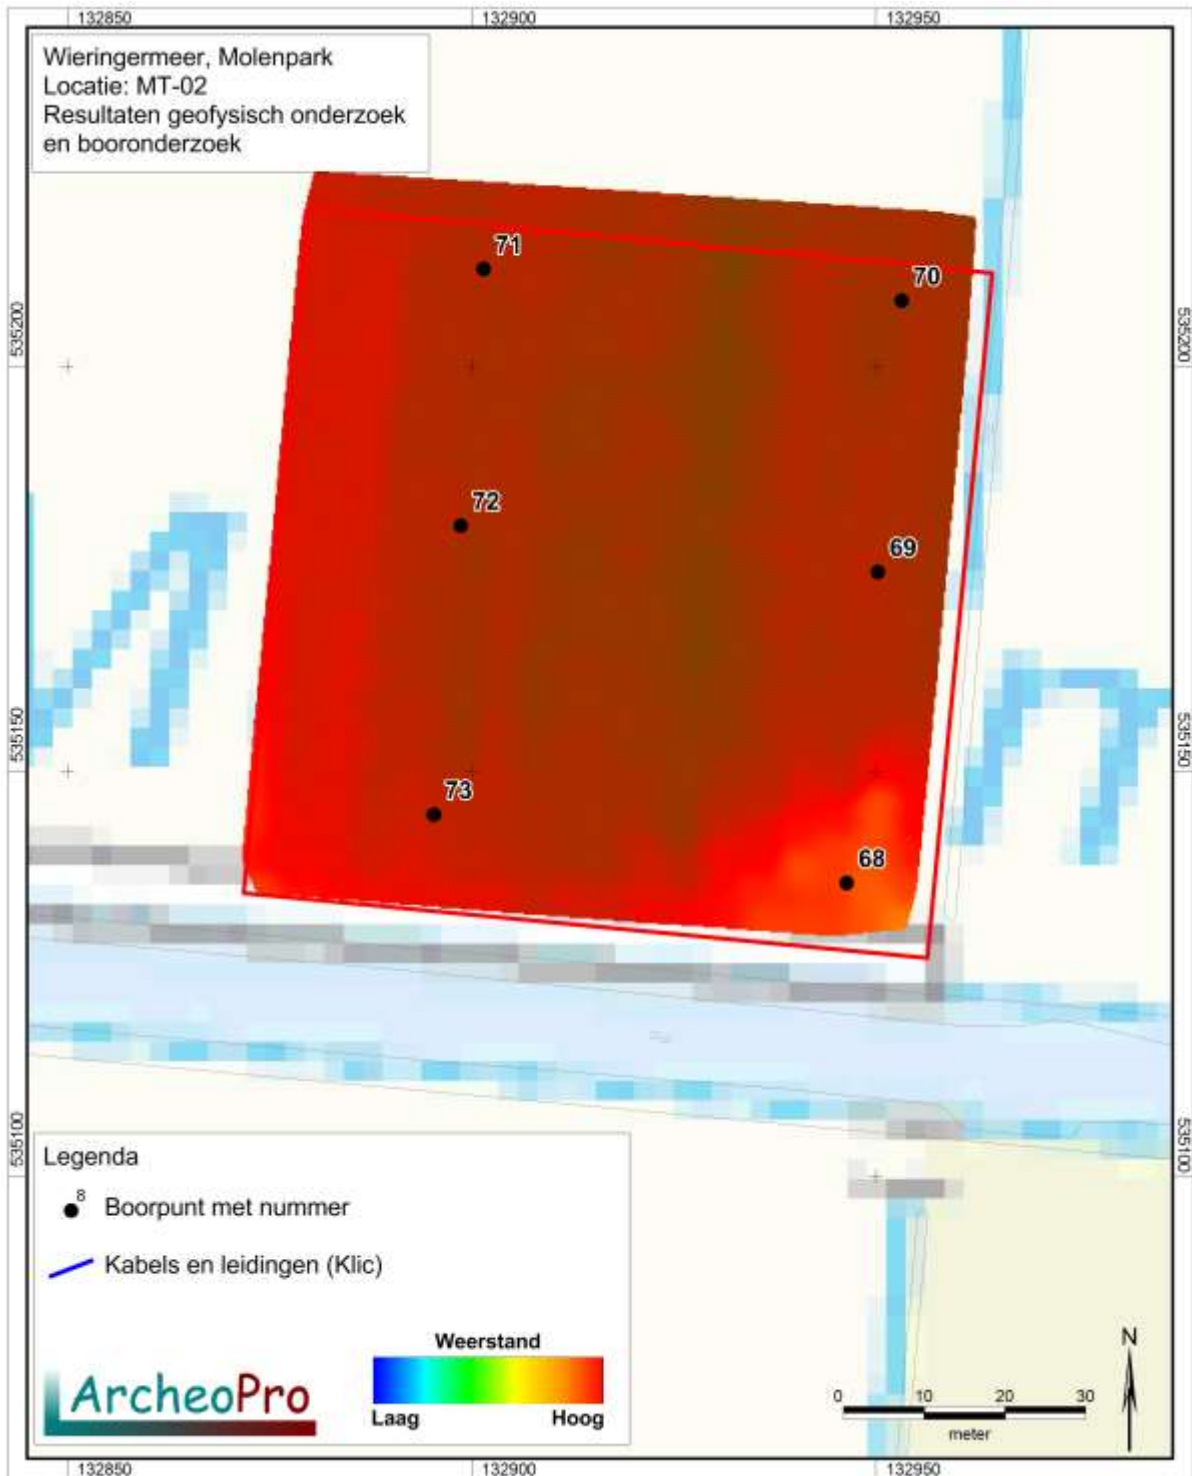 132850
132900
132950
Wieringermeer, Molenpark
Locatie: MT-02
Resultaten geofysisch onderzoek
en booronderzoek
71
70
535200
535200
72
69
535150
535150
73
68
535100
535100
Legenda
8
Boorpunt met nummer
Kabels en leidingen (Klic)
Weerstand
Laag
Hoog
ArcheoPro
0
10
20
30
meter
N
132850
132900
132950